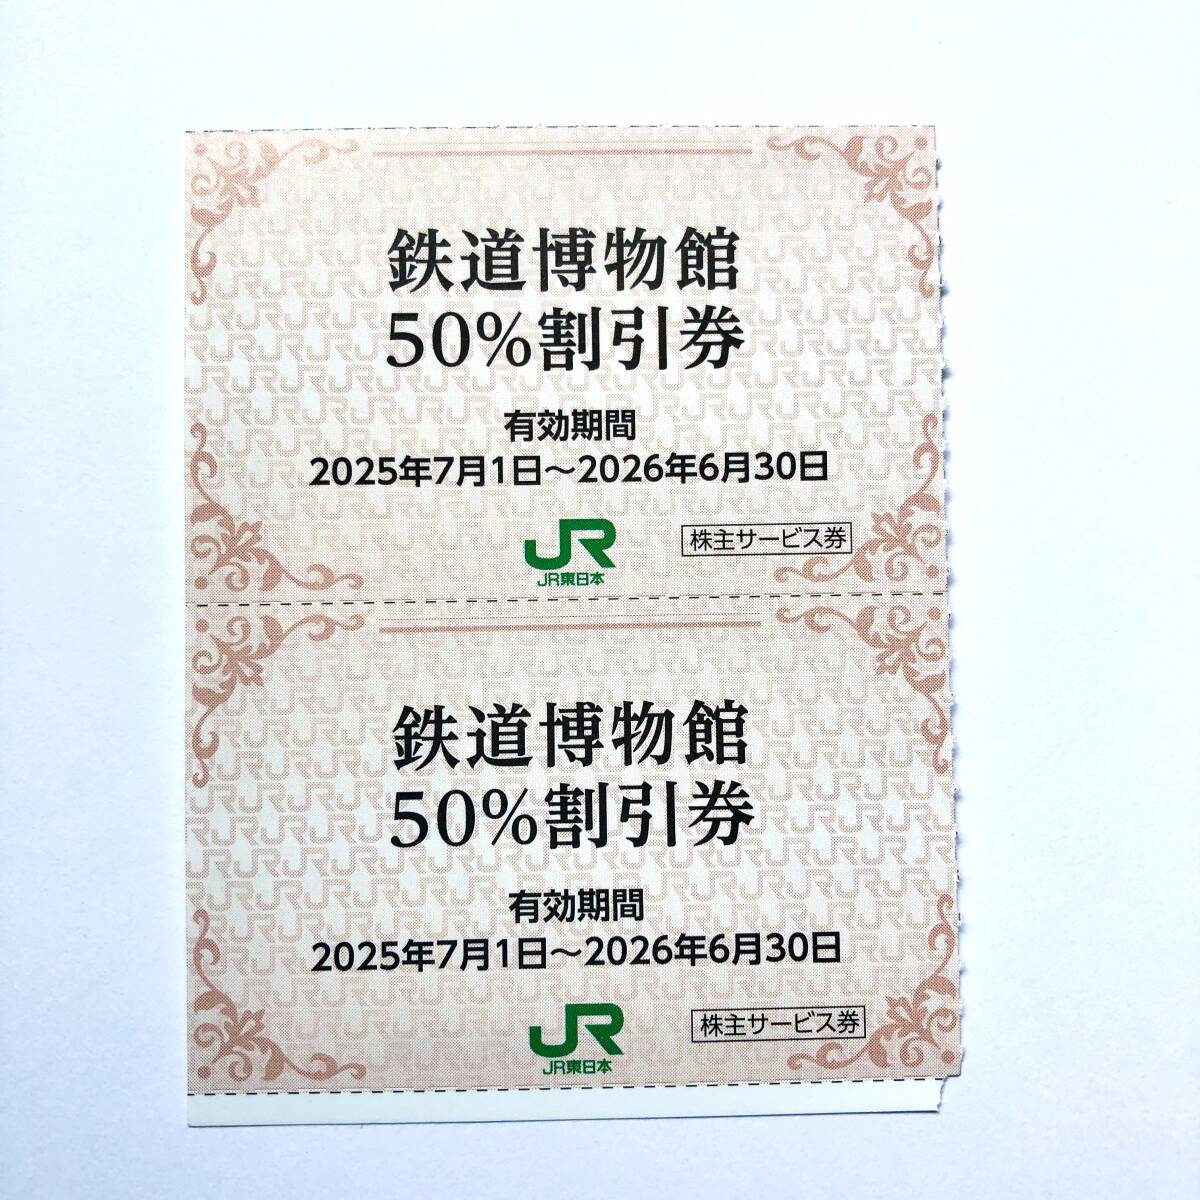 鉄道博物館
50%割引券
有効期間
2025年7月1日～2026年6月30日
JR
JR東日本
株主サービス券
鉄道博物館
50%割引券
有効期間
2025年7月1日～2026年6月30日
JR
JR東日本
株主サービス券